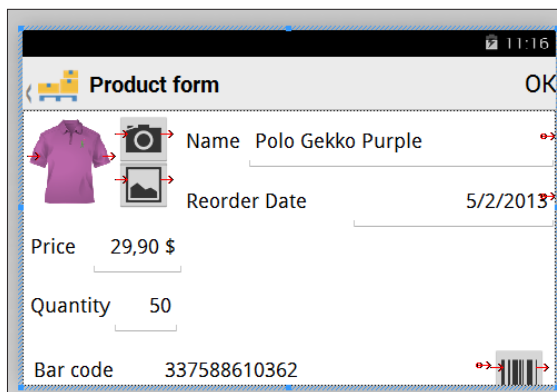 11:16
Product form OK
Name Polo Gekko Purple
Reorder Date 5/2/2013
Price 29,90 $
Quantity 50
Bar code 337588610362